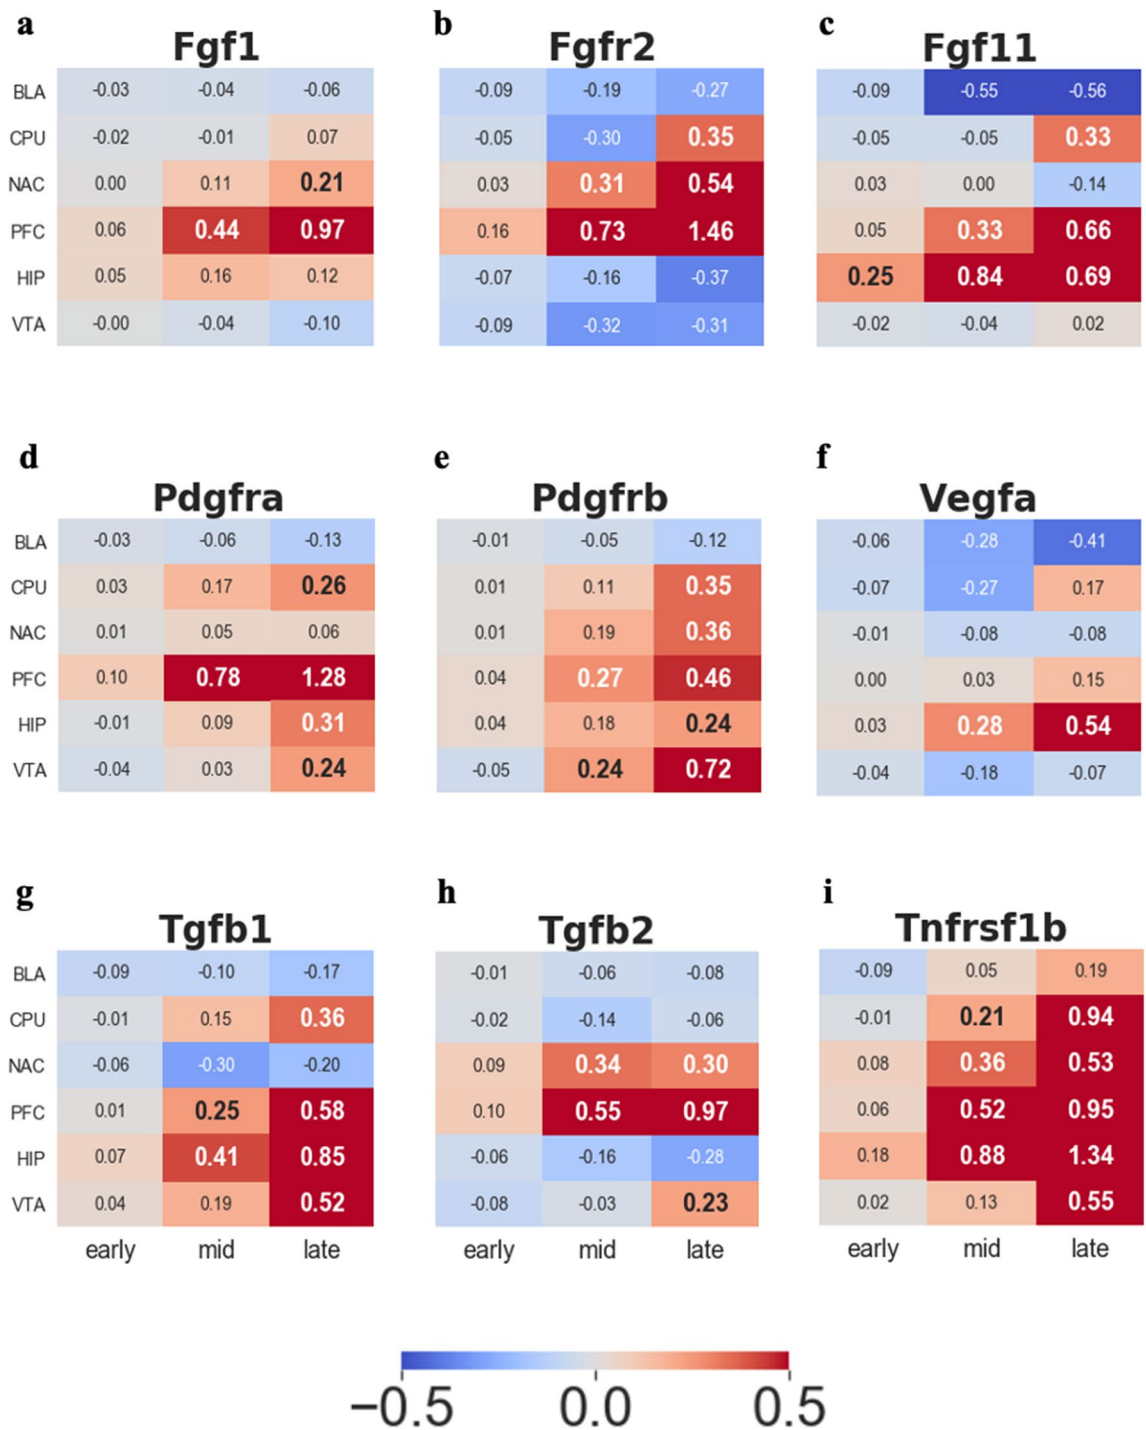 a
Fgf1
BLA -0.03 -0.04 -0.06
CPU -0.02 -0.01 0.07
NAC 0.00 0.11 0.21
PFC 0.06 0.44 0.97
HIP 0.05 0.16 0.12
VTA -0.00 -0.04 -0.10
b
Fgfr2
-0.09 -0.19 -0.27
-0.05 -0.30 0.35
0.03 0.31 0.54
0.16 0.73 1.46
-0.07 -0.16 -0.37
-0.09 -0.32 -0.31
c
Fgf11
-0.09 -0.55 -0.56
-0.05 -0.05 0.33
0.03 0.00 -0.14
0.05 0.33 0.66
0.25 0.84 0.69
-0.02 -0.04 0.02
d
Pdgfra
BLA -0.03 -0.06 -0.13
CPU 0.03 0.17 0.26
NAC 0.01 0.05 0.06
PFC 0.10 0.78 1.28
HIP -0.01 0.09 0.31
VTA -0.04 0.03 0.24
e
Pdgfrb
-0.01 -0.05 -0.12
0.01 0.11 0.35
0.01 0.19 0.36
0.04 0.27 0.46
0.04 0.18 0.24
-0.05 0.24 0.72
f
Vegfa
-0.06 -0.28 -0.41
-0.07 -0.27 0.17
-0.01 -0.08 -0.08
0.00 0.03 0.15
0.03 0.28 0.54
-0.04 -0.18 -0.07
g
Tgfb1
BLA -0.09 -0.10 -0.17
CPU -0.01 0.15 0.36
NAC -0.06 -0.30 -0.20
PFC 0.01 0.25 0.58
HIP 0.07 0.41 0.85
VTA 0.04 0.19 0.52
early mid late
h
Tgfb2
-0.01 -0.06 -0.08
-0.02 -0.14 -0.06
0.09 0.34 0.30
0.10 0.55 0.97
-0.06 -0.16 -0.28
-0.08 -0.03 0.23
early mid late
i
Tnfrsf1b
-0.09 0.05 0.19
-0.01 0.21 0.94
0.08 0.36 0.53
0.06 0.52 0.95
0.18 0.88 1.34
0.02 0.13 0.55
early mid late
−0.5 0.0 0.5